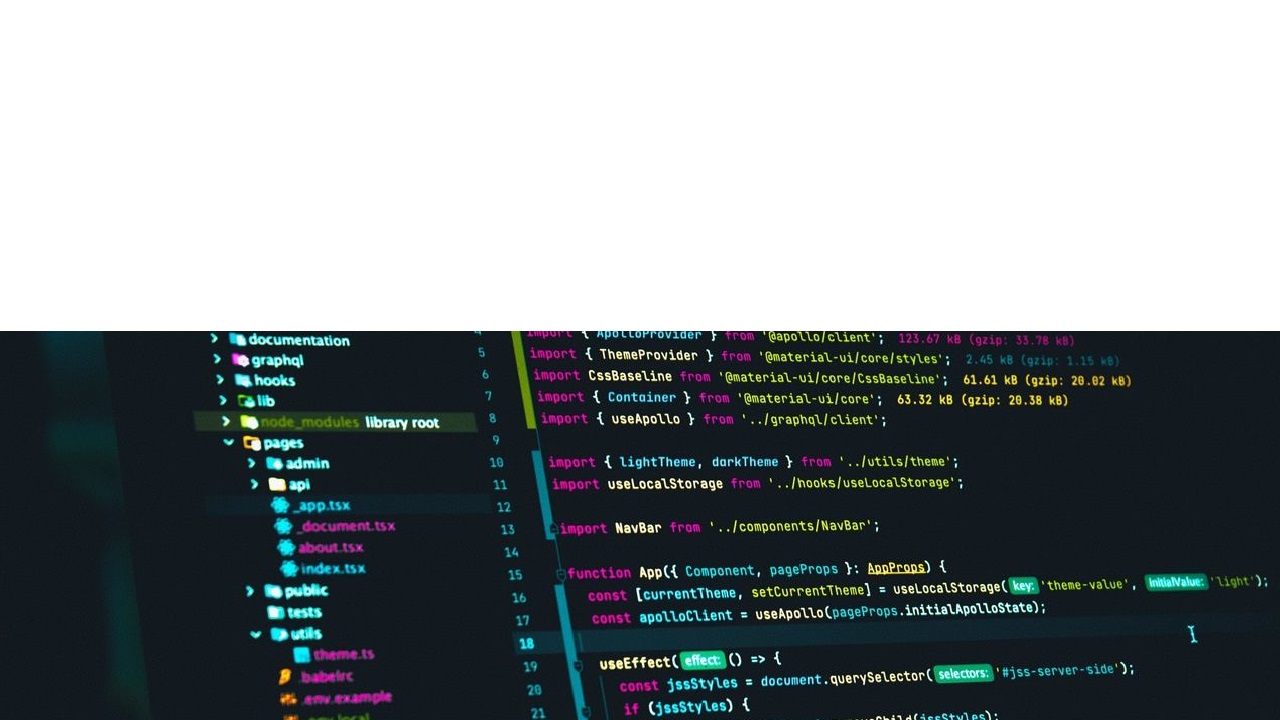 documentation
graphql
hooks
lib
node_modules library root
pages
admin
api
_app.tsx
_document.tsx
about.tsx
index.tsx
public
tests
utils
theme.ts
.babelrc
.env.example
.env.local
4 import { ApolloProvider } from '@apollo/client'; 123.67 kB (gzip: 33.78 kB)
5 import { ThemeProvider } from '@material-ui/core/styles'; 2.45 kB (gzip: 1.15 kB)
6 import CssBaseline from '@material-ui/core/CssBaseline'; 61.61 kB (gzip: 20.02 kB)
7 import { Container } from '@material-ui/core'; 63.32 kB (gzip: 20.38 kB)
8 import { useApollo } from '../graphql/client';
9
10 import { lightTheme, darkTheme } from '../utils/theme';
11 import useLocalStorage from '../hooks/useLocalStorage';
12
13 import NavBar from '../components/NavBar';
14
15 function App({ Component, pageProps }: AppProps) {
16 const [currentTheme, setCurrentTheme] = useLocalStorage( key: 'theme-value', initialValue: 'light');
17 const apolloClient = useApollo(pageProps.initialApolloState);
18
19 useEffect( effect: () => {
20 const jssStyles = document.querySelector( selectors: '#jss-server-side');
21 if (jssStyles) {
(jssStyles);